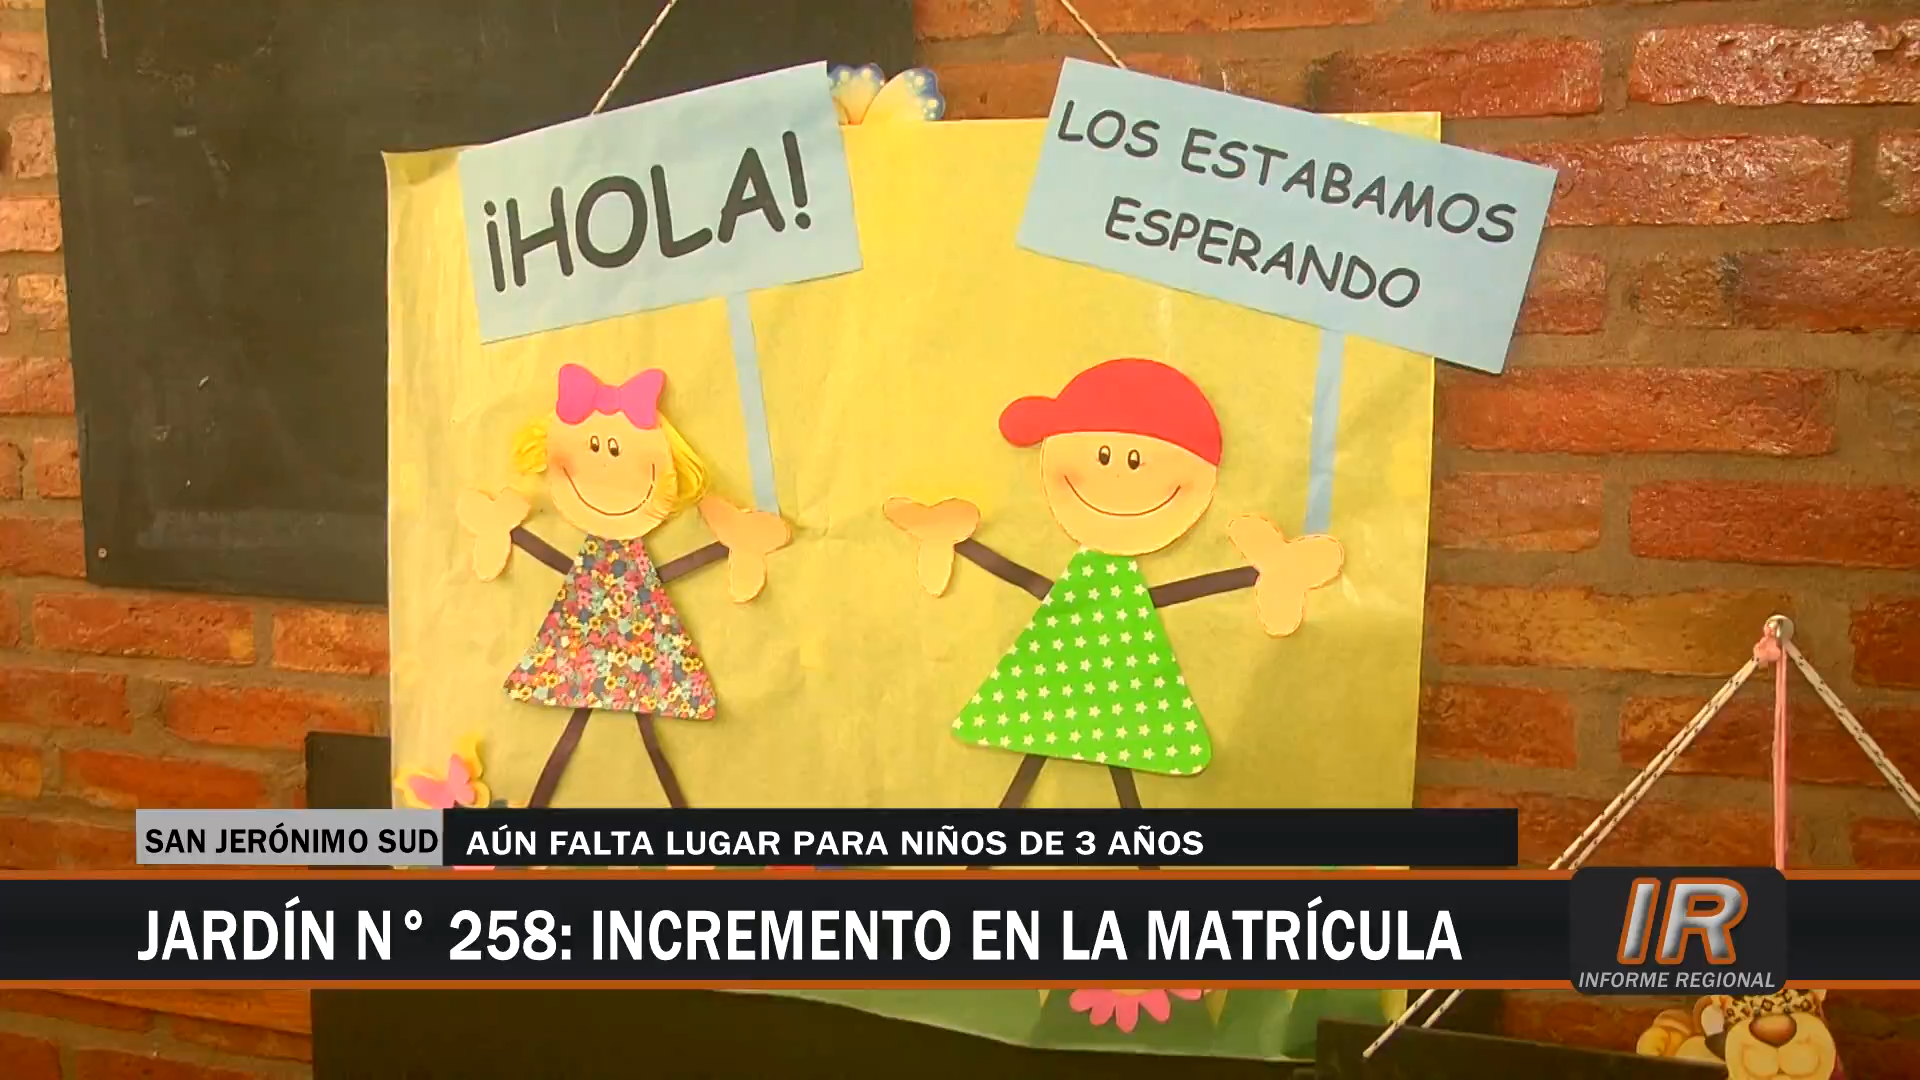 ¡HOLA!
LOS ESTABAMOS
ESPERANDO
SAN JERÓNIMO SUD
AÚN FALTA LUGAR PARA NIÑOS DE 3 AÑOS
JARDÍN N° 258: INCREMENTO EN LA MATRÍCULA
IR
INFORME REGIONAL